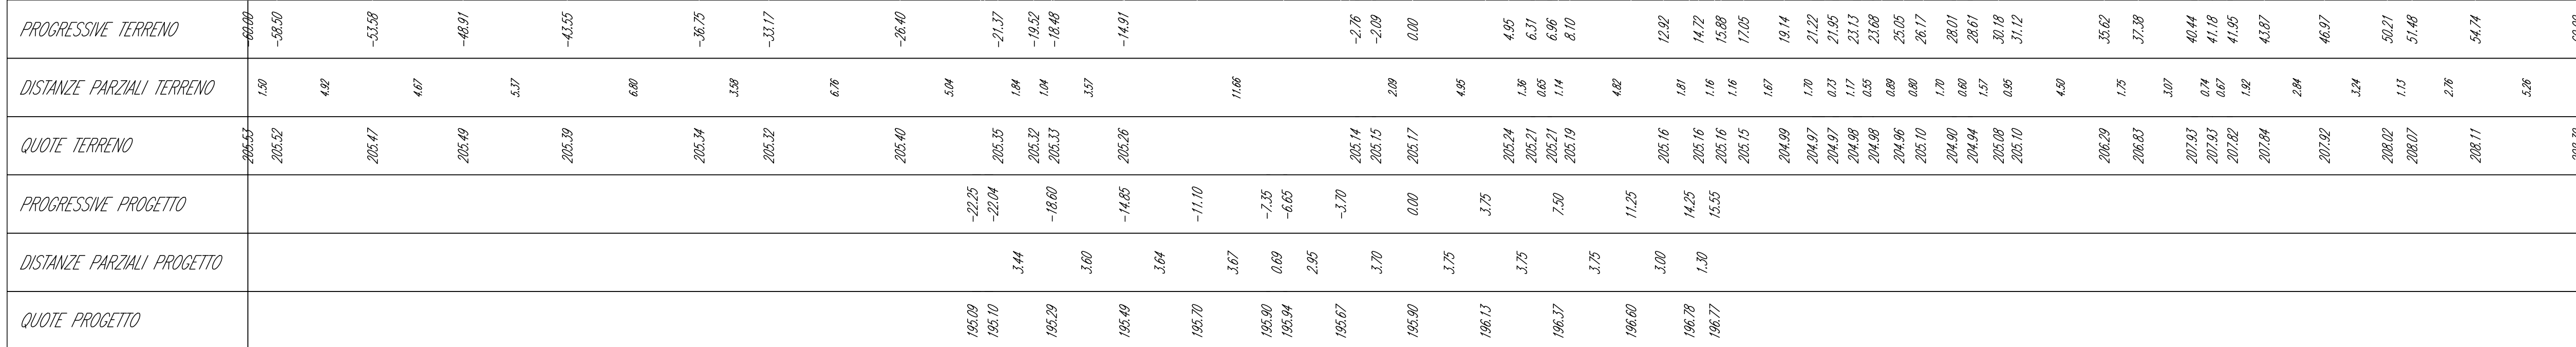 PROGRESSIVE TERRENO -60.00 -58.50 -53.58 -48.91 -43.55 -36.75 -33.17 -26.40 -21.37 -19.52 -18.48 -14.91 -2.76 -2.09 0.00 4.95 6.31 6.96 8.10 12.92 14.72 15.88 17.05 19.14 21.22 21.95 23.13 23.68 25.05 26.17 28.01 28.61 30.18 31.12 35.62 37.38 40.44 41.18 41.95 43.87 46.97 50.21 51.48 54.74
DISTANZE PARZIALI TERRENO 1.50 4.92 4.67 5.37 6.80 3.58 6.76 5.04 1.84 1.04 3.57 11.66 2.09 4.95 1.36 0.65 1.14 4.82 1.81 1.16 1.16 1.67 1.70 0.73 1.17 0.55 0.89 0.80 1.70 0.60 1.57 0.95 4.50 1.75 3.07 0.74 0.67 1.92 2.84 3.24 1.13 2.76 5.26
QUOTE TERRENO 205.53 205.52 205.47 205.49 205.39 205.34 205.32 205.40 205.35 205.32 205.33 205.26 205.14 205.15 205.17 205.24 205.21 205.21 205.19 205.16 205.16 205.16 205.15 204.99 204.97 204.97 204.98 204.98 204.96 205.10 204.90 204.94 205.08 205.10 206.29 206.83 207.93 207.93 207.82 207.84 207.92 208.02 208.07 208.11
PROGRESSIVE PROGETTO -22.25 -22.04 -18.60 -14.85 -11.10 -7.35 -6.65 -3.70 0.00 3.75 7.50 11.25 14.25 15.55
DISTANZE PARZIALI PROGETTO 3.44 3.60 3.64 3.67 0.69 2.95 3.70 3.75 3.75 3.75 3.00 1.30
QUOTE PROGETTO 195.09 195.10 195.29 195.49 195.70 195.90 195.94 195.67 195.90 196.13 196.37 196.60 196.78 196.77